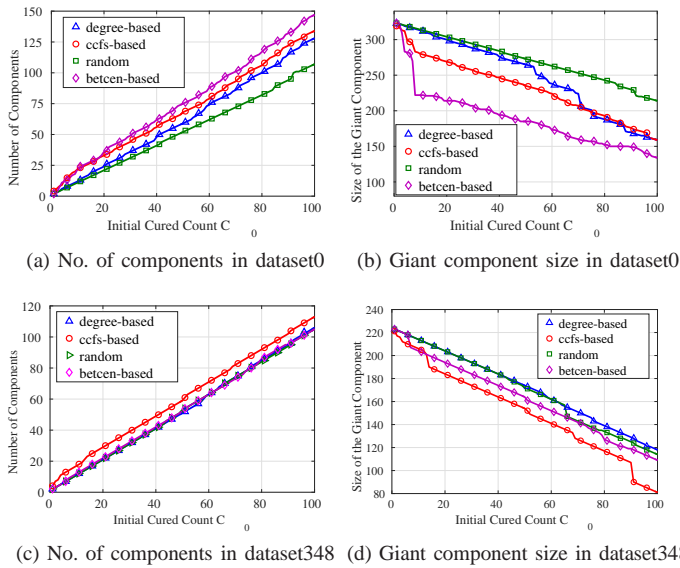 Number of Components
150
125
100
75
50
25
0
degree-based
ccfs-based
random
betcen-based
0 20 40 60 80 100
Initial Cured Count C 0
(a) No. of components in dataset0
Size of the Giant Component
300
250
200
150
100
degree-based
ccfs-based
random
betcen-based
0 20 40 60 80 100
Initial Cured Count C 0
(b) Giant component size in dataset0
Number of Components
120
100
80
60
40
20
0
degree-based
ccfs-based
random
betcen-based
0 20 40 60 80 100
Initial Cured Count C 0
(c) No. of components in dataset348
Size of the Giant Component
240
220
200
180
160
140
120
100
80
degree-based
ccfs-based
random
betcen-based
0 20 40 60 80 100
Initial Cured Count C 0
(d) Giant component size in dataset348